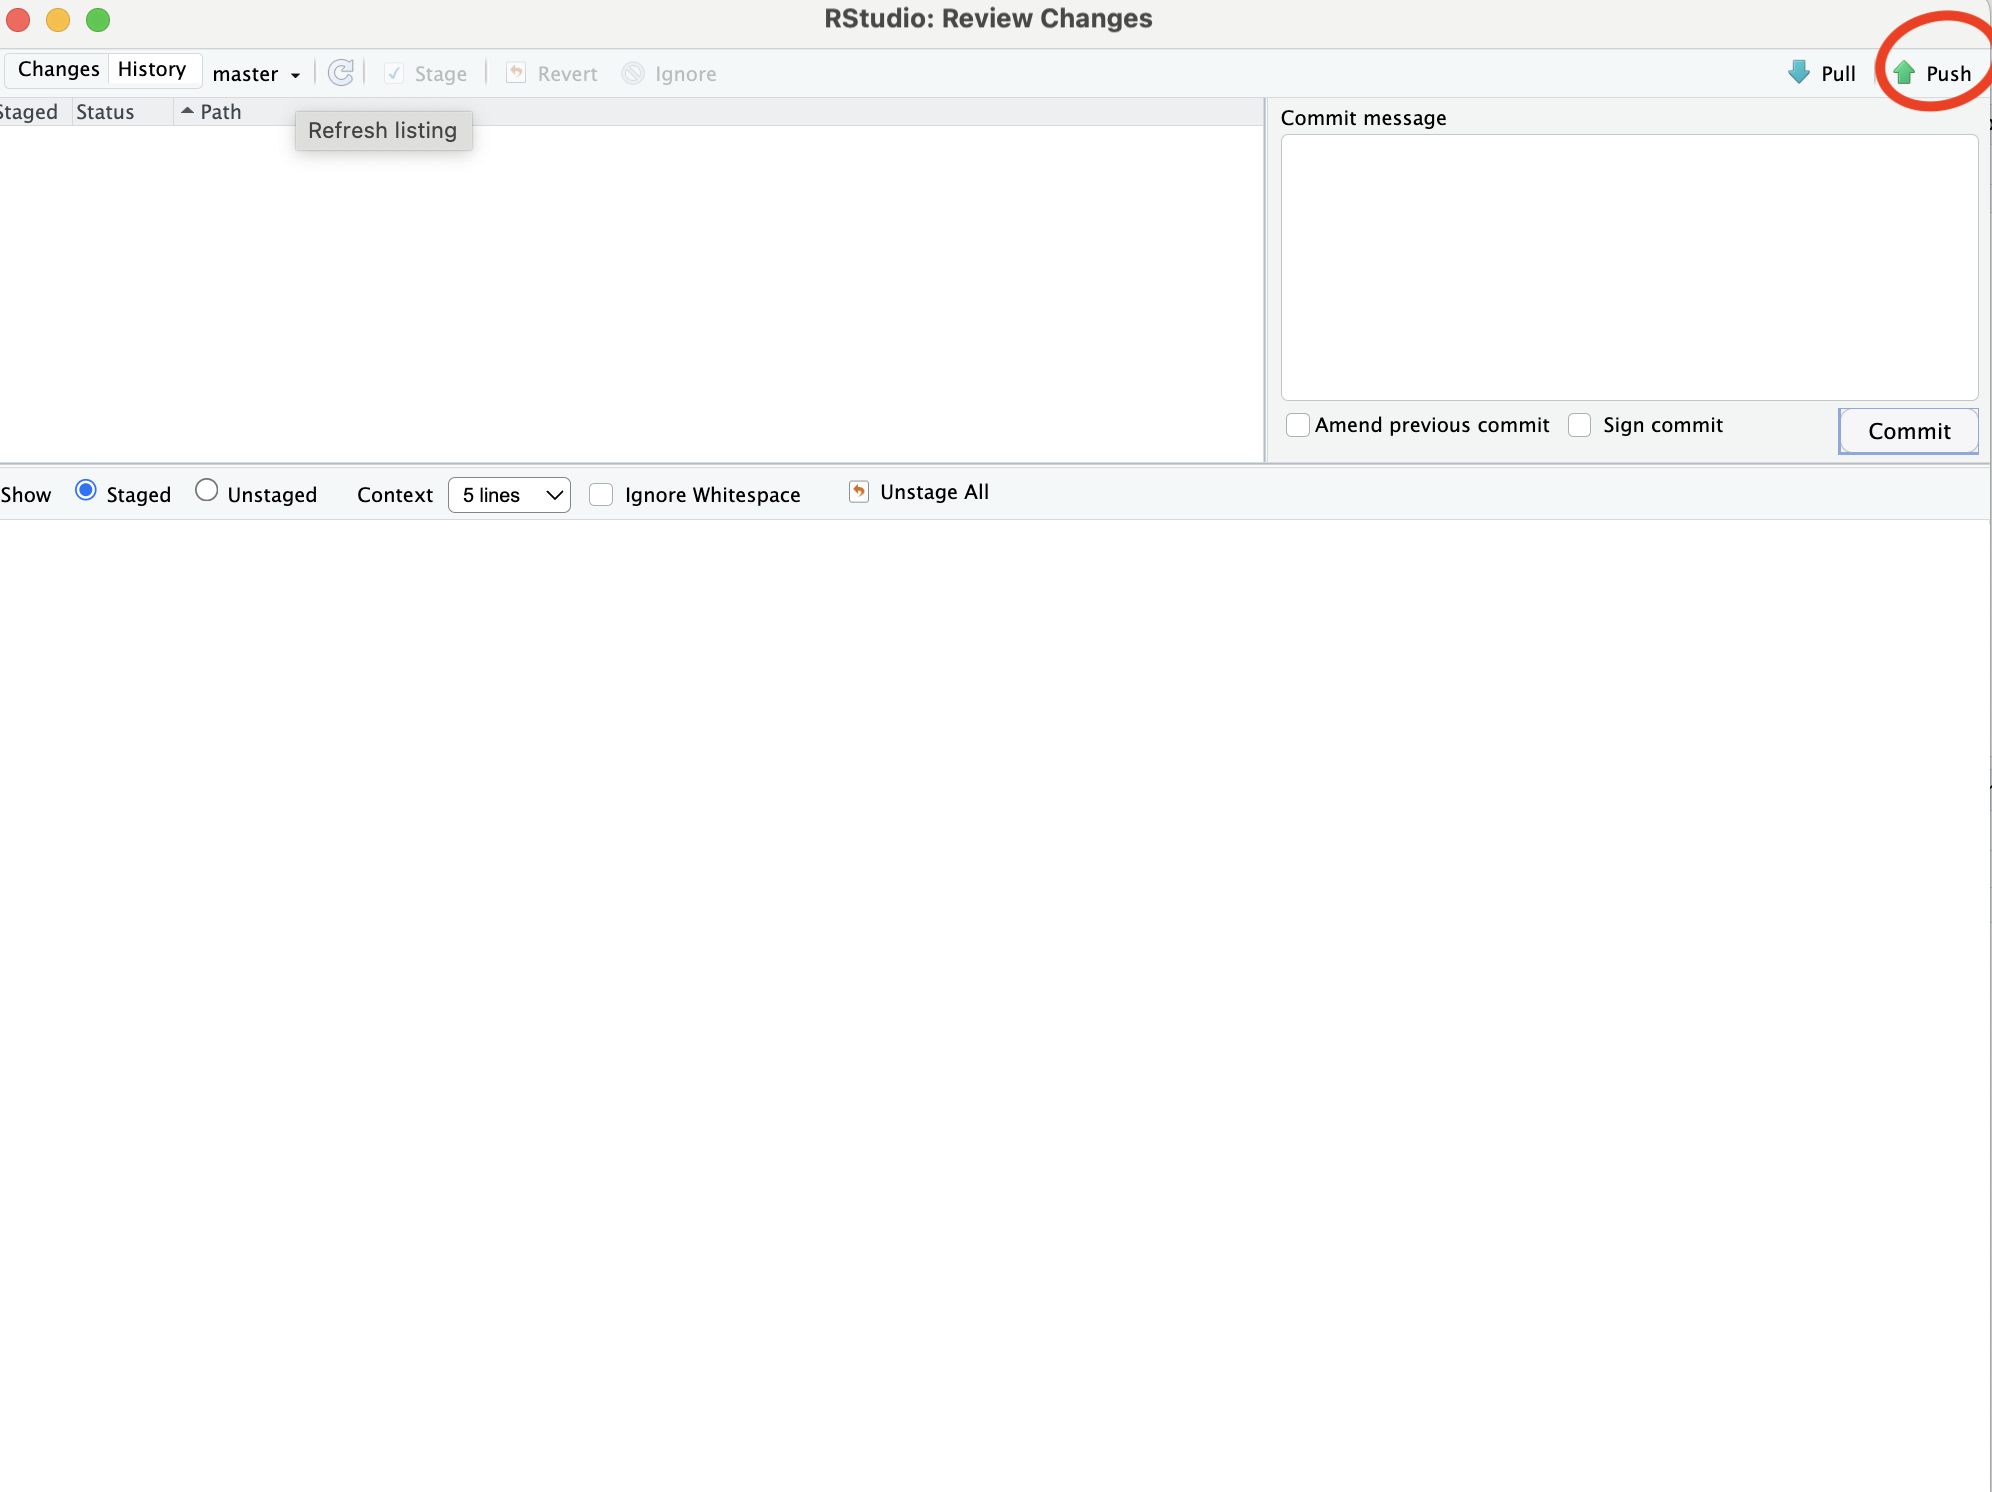 RStudio: Review Changes
Changes History master Stage Revert Ignore Pull Push
Staged Status Path
Refresh listing
Commit message
Amend previous commit Sign commit Commit
Show Staged Unstaged Context 5 lines Ignore Whitespace Unstage All